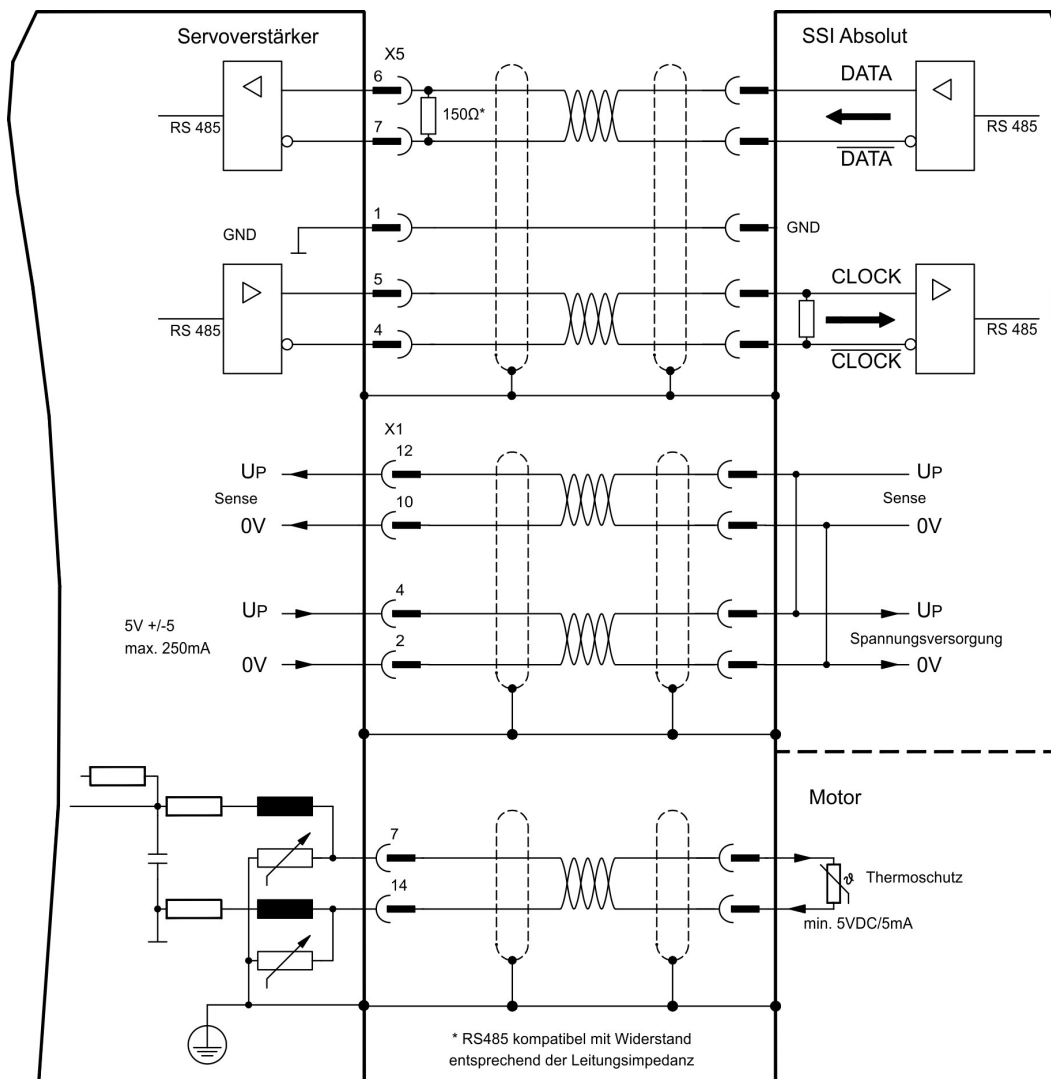 Servoverstärker
X5
SSI Absolut
6
DATA
150Ω*
RS 485
7
DATA
RS 485
1
GND
GND
5
CLOCK
RS 485
4
CLOCK
RS 485
X1
12
UP
UP
Sense
10
Sense
0V
0V
4
UP
UP
5V +/-5
max. 250mA
2
Spannungsversorgung
0V
0V
Motor
7
ϑ Thermoschutz
14
min. 5VDC/5mA
* RS485 kompatibel mit Widerstand
entsprechend der Leitungsimpedanz